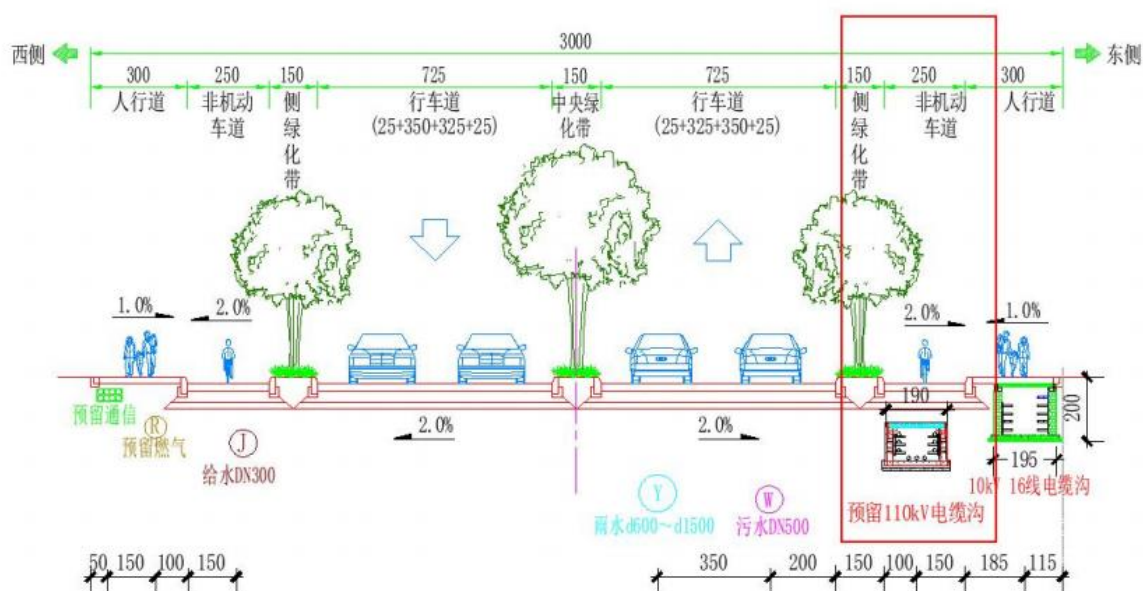 3000
西侧
东侧
300 250 150 725 150 725 150 250 300
人行道
非机动
车道
侧
绿
化
带
行车道
(25+350+325+25)
中央绿
化带
行车道
(25+325+350+25)
侧
绿
化
带
非机动
车道
人行道
1.0%
2.0%
2.0%
1.0%
190
200
预留通信
R
预留燃气
J
给水DN300
2.0%
2.0%
195
10kV 16线电缆沟
Y
雨水d600～d1500
W
污水DN500
预留110kV电缆沟
50 150 100 150
350 200 150 100 150 185 115